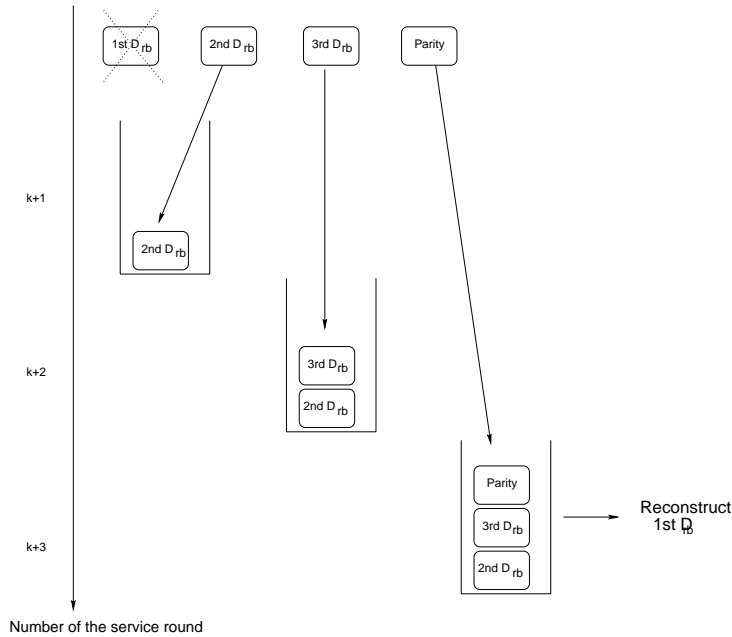 1st D rb
2nd D rb
3rd D rb
Parity
k+1
2nd D rb
k+2
3rd D rb
2nd D rb
Parity
3rd D rb
2nd D rb
Reconstruct
1st D rb
k+3
Number of the service round